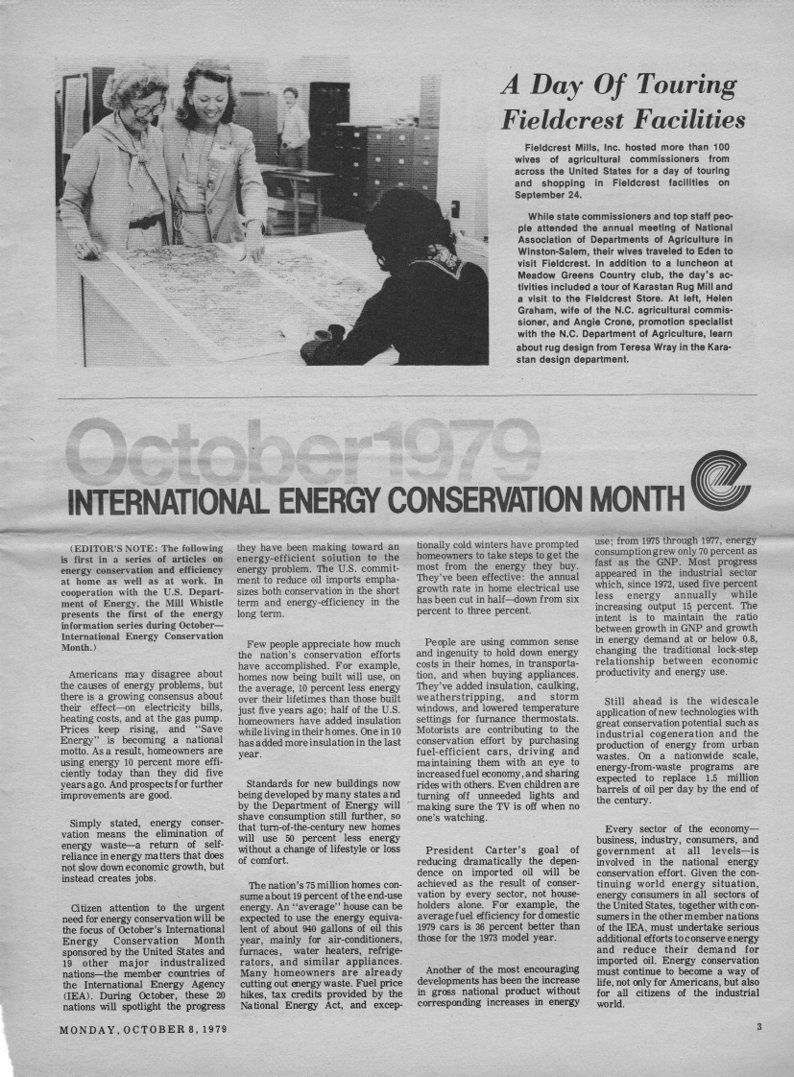 A Day Of Touring
Fieldcrest Facilities
Fieldcrest Mills, Inc. hosted more than 100
wives of agricultural commissioners from
across the United States for a day of touring
and shopping in Fieldcrest facilities on
September 24.
While state commissioners and top staff peo-
ple attended the annual meeting of National
Association of Departments of Agriculture in
Winston-Salem, their wives traveled to Eden to
visit Fieldcrest. In addition to a luncheon at
Meadow Greens Country club, the day's ac-
tivities included a tour of Karastan Rug Mill and
a visit to the Fieldcrest Store. At left, Helen
Graham, wife of the N.C. agricultural commis-
sioner, and Angie Crone, promotion specialist
with the N.C. Department of Agriculture, learn
about rug design from Teresa Wray in the Kara-
stan design department.
October 1979
INTERNATIONAL ENERGY CONSERVATION MONTH
(EDITOR'S NOTE: The following
is first in a series of articles on
energy conservation and efficiency
at home as well as at work. In
cooperation with the U.S. Depart-
ment of Energy, the Mill Whistle
presents the first of the energy
information series during October—
International Energy Conservation
Month.)
Americans may disagree about
the causes of energy problems, but
there is a growing consensus about
their effect—on electricity bills,
heating costs, and at the gas pump.
Prices keep rising, and "Save
Energy" is becoming a national
motto. As a result, homeowners are
using energy 10 percent more effi-
ciently today than they did five
years ago. And prospects for further
improvements are good.
Simply stated, energy conser-
vation means the elimination of
energy waste—a return of self-
reliance in energy matters that does
not slow down economic growth, but
instead creates jobs.
Citizen attention to the urgent
need for energy conservation will be
the focus of October's International
Energy Conservation Month
sponsored by the United States and
19 other major industralized
nations—the member countries of
the International Energy Agency
(IEA). During October, these 20
nations will spotlight the progress
they have been making toward an
energy-efficient solution to the
energy problem. The U.S. commit-
ment to reduce oil imports empha-
sizes both conservation in the short
term and energy-efficiency in the
long term.
Few people appreciate how much
the nation's conservation efforts
have accomplished. For example,
homes now being built will use, on
the average, 10 percent less energy
over their lifetimes than those built
just five years ago; half of the U.S.
homeowners have added insulation
while living in their homes. One in 10
has added more insulation in the last
year.
Standards for new buildings now
being developed by many states and
by the Department of Energy will
shave consumption still further, so
that turn-of-the-century new homes
will use 50 percent less energy
without a change of lifestyle or loss
of comfort.
The nation's 75 million homes con-
sume about 19 percent of the end-use
energy. An "average" house can be
expected to use the energy equiva-
lent of about 940 gallons of oil this
year, mainly for air-conditioners,
furnaces, water heaters, refrige-
rators, and similar appliances.
Many homeowners are already
cutting out energy waste. Fuel price
hikes, tax credits provided by the
National Energy Act, and excep-
tionally cold winters have prompted
homeowners to take steps to get the
most from the energy they buy.
They've been effective: the annual
growth rate in home electrical use
has been cut in half—down from six
percent to three percent.
People are using common sense
and ingenuity to hold down energy
costs in their homes, in transporta-
tion, and when buying appliances.
They've added insulation, caulking,
weatherstripping, and storm
windows, and lowered temperature
settings for furnance thermostats.
Motorists are contributing to the
conservation effort by purchasing
fuel-efficient cars, driving and
maintaining them with an eye to
increased fuel economy, and sharing
rides with others. Even children are
turning off unneeded lights and
making sure the TV is off when no
one's watching.
President Carter's goal of
reducing dramatically the depen-
dence on imported oil will be
achieved as the result of conser-
vation by every sector, not house-
holders alone. For example, the
average fuel efficiency for domestic
1979 cars is 36 percent better than
those for the 1973 model year.
Another of the most encouraging
developments has been the increase
in gross national product without
corresponding increases in energy
use; from 1975 through 1977, energy
consumption grew only 70 percent as
fast as the GNP. Most progress
appeared in the industrial sector
which, since 1972, used five percent
less energy annually while
increasing output 15 percent. The
intent is to maintain the ratio
between growth in GNP and growth
in energy demand at or below 0.8,
changing the traditional lock-step
relationship between economic
productivity and energy use.
Still ahead is the widescale
application of new technologies with
great conservation potential such as
industrial cogeneration and the
production of energy from urban
wastes. On a nationwide scale,
energy-from-waste programs are
expected to replace 1.5 million
barrels of oil per day by the end of
the century.
Every sector of the economy—
business, industry, consumers, and
government at all levels—is
involved in the national energy
conservation effort. Given the con-
tinuing world energy situation,
energy consumers in all sectors of
the United States, together with con-
sumers in the other member nations
of the IEA, must undertake serious
additional efforts to conserve energy
and reduce their demand for
imported oil. Energy conservation
must continue to become a way of
life, not only for Americans, but also
for all citizens of the industrial
world.
MONDAY, OCTOBER 8, 1979
3